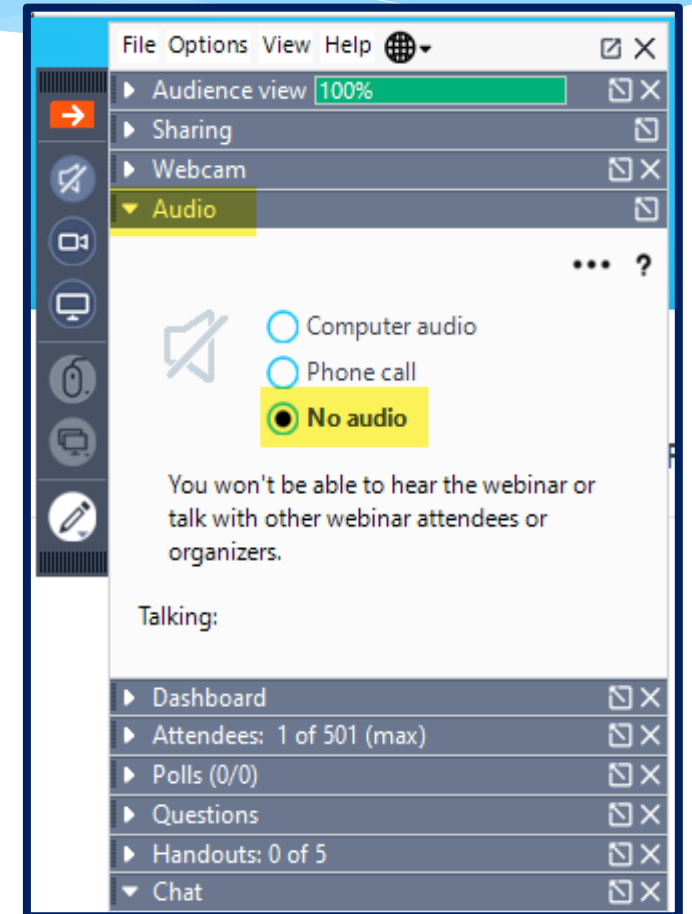 File Options View Help
Audience view 100%
Sharing
Webcam
Audio
... ?
Computer audio
Phone call
No audio
You won't be able to hear the webinar or
talk with other webinar attendees or
organizers.
Talking:
Dashboard
Attendees: 1 of 501 (max)
Polls (0/0)
Questions
Handouts: 0 of 5
Chat